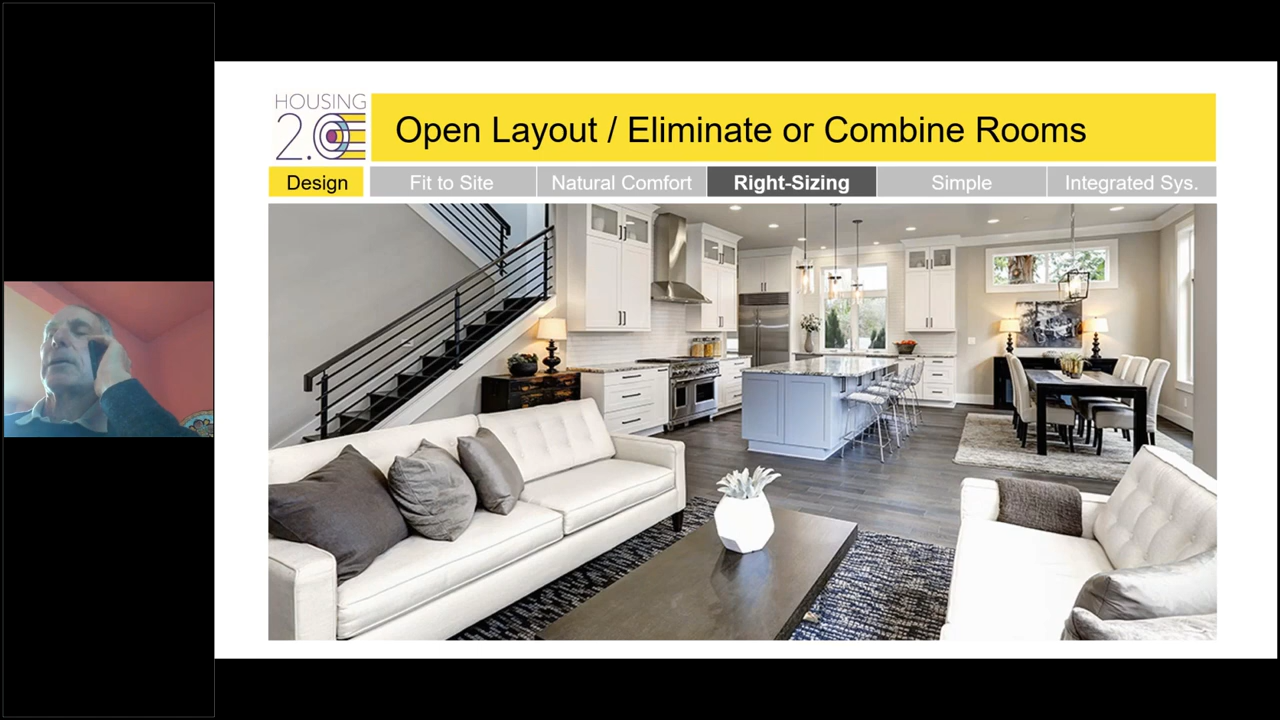 HOUSING
2.0
Open Layout / Eliminate or Combine Rooms
Design
Fit to Site
Natural Comfort
Right-Sizing
Simple
Integrated Sys.